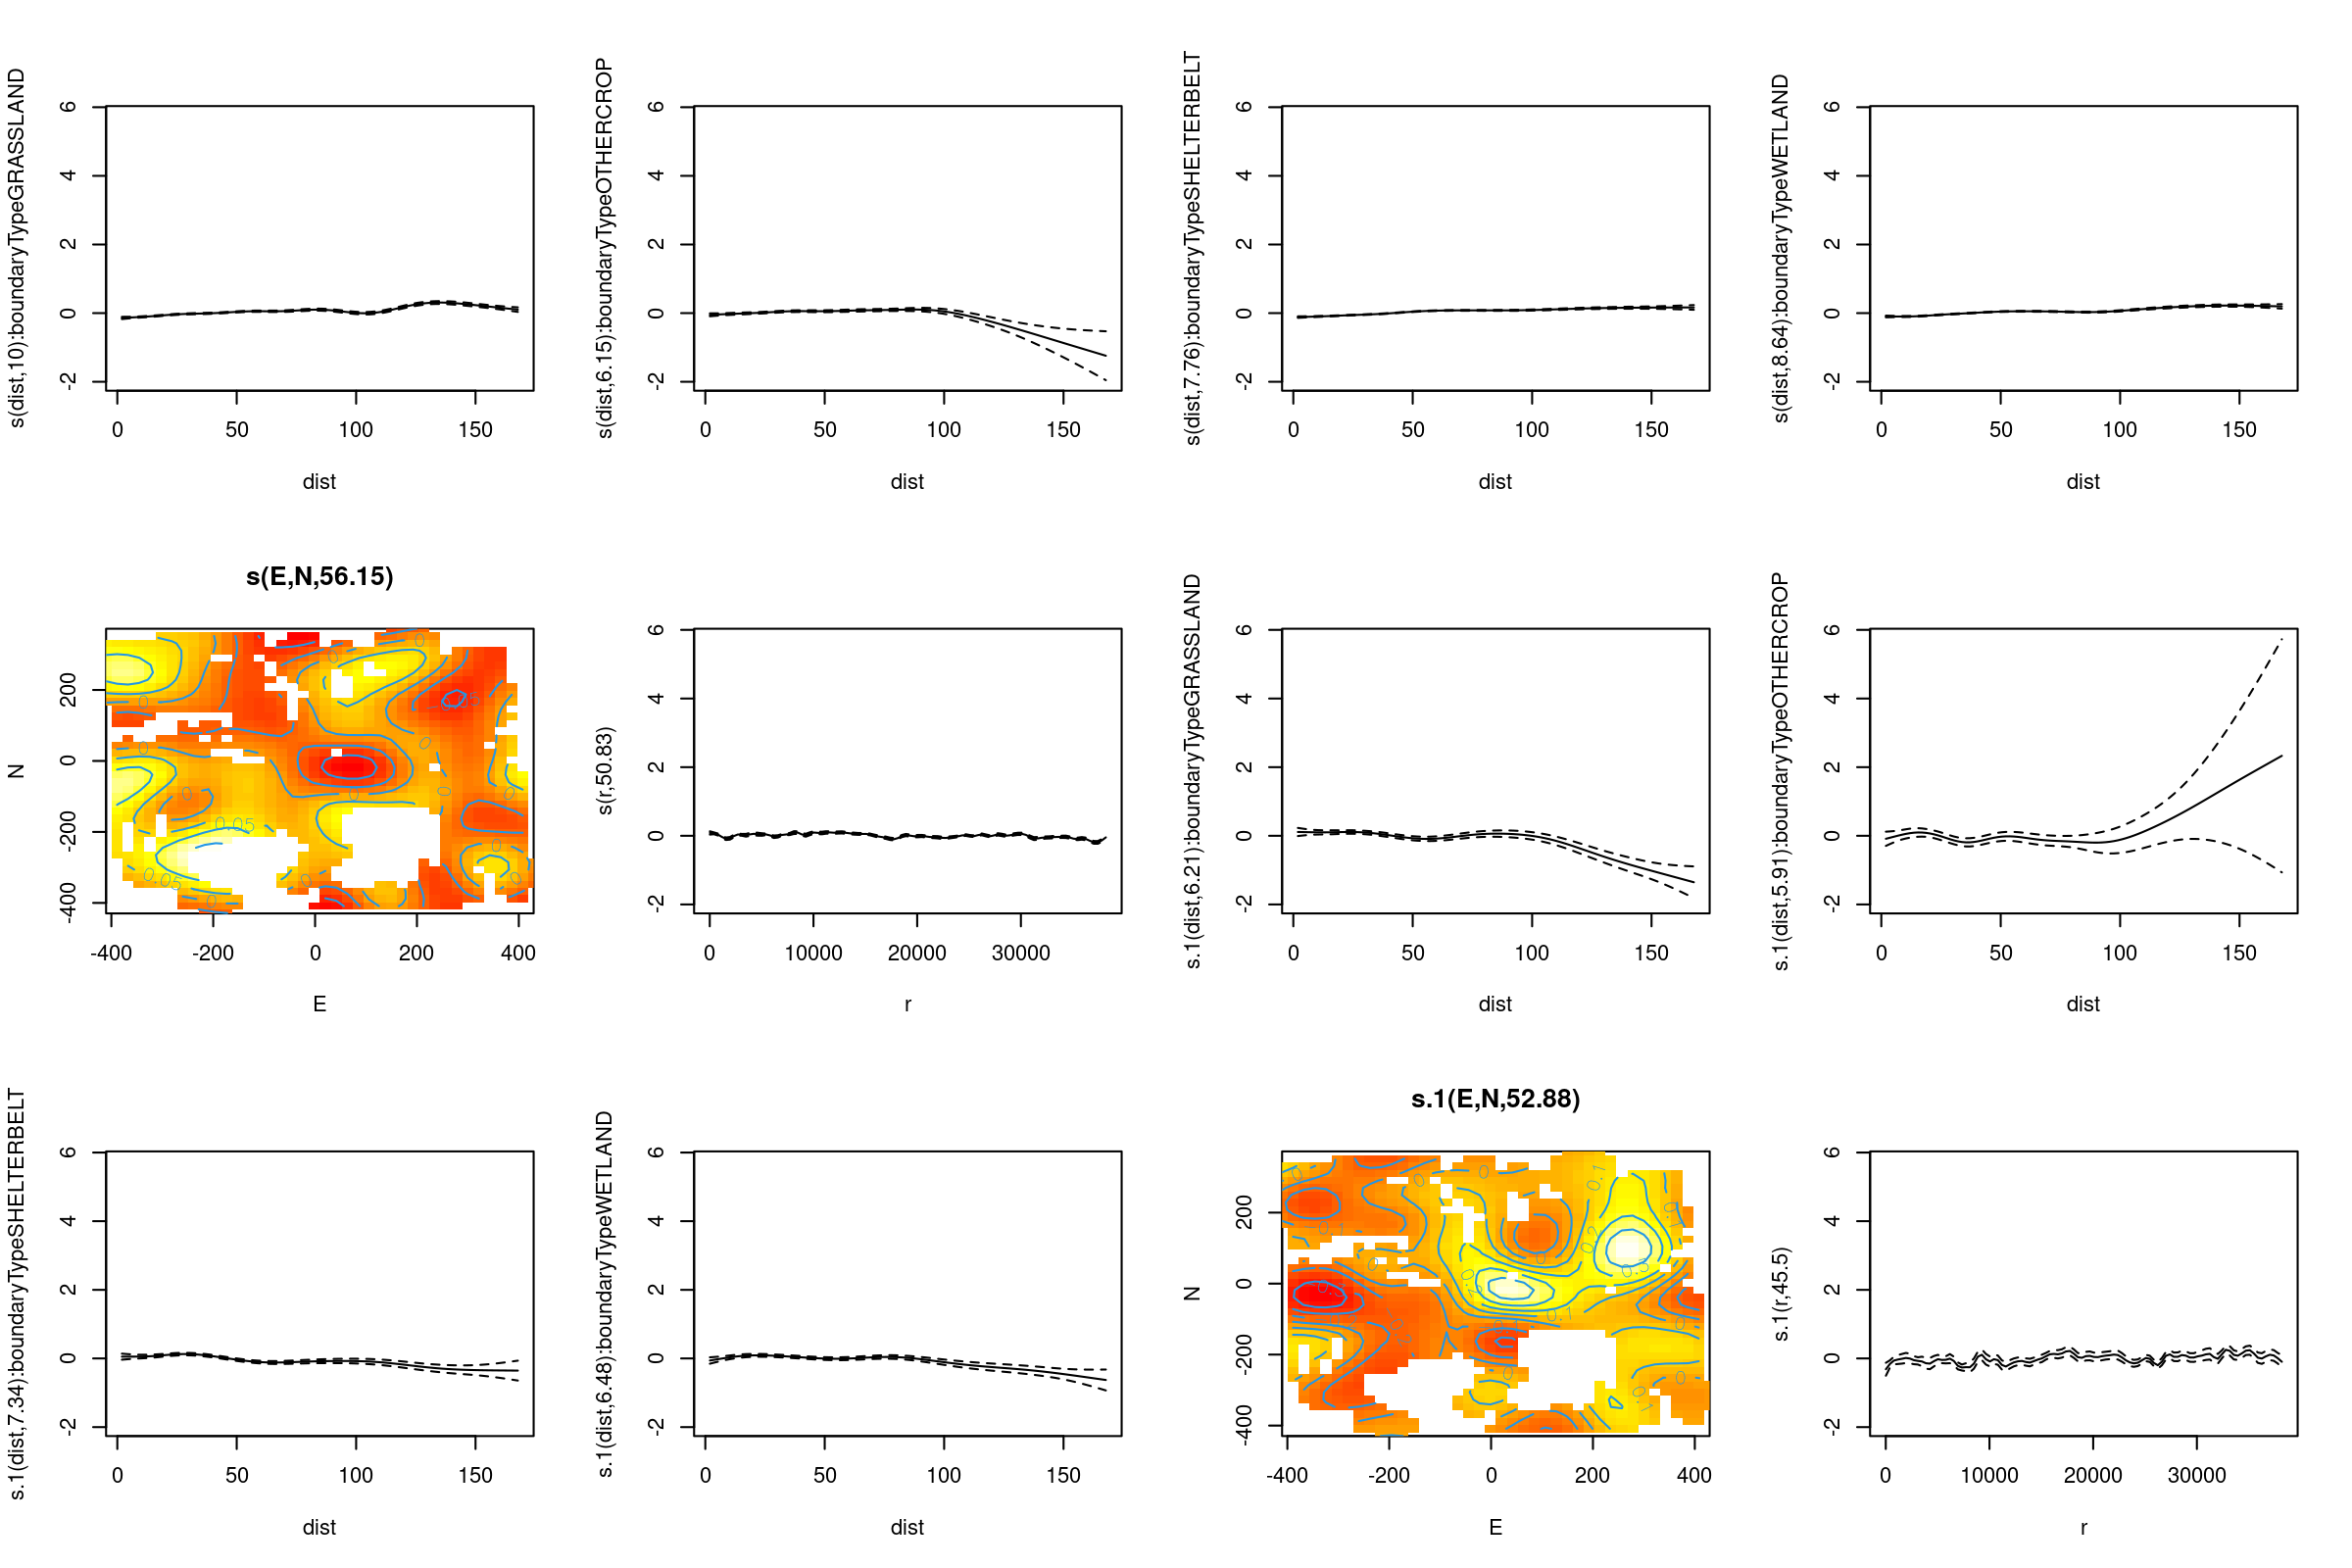 s(dist,10):boundaryTypeGRASSLAND
6
4
2
0
-2
0 50 100 150
dist
s(dist,6.15):boundaryTypeOTHERCROP
6
4
2
0
-2
0 50 100 150
dist
s(dist,7.76):boundaryTypeSHELTERBELT
6
4
2
0
-2
0 50 100 150
dist
s(dist,8.64):boundaryTypeWETLAND
6
4
2
0
-2
0 50 100 150
dist
s(E,N,56.15)
N
200
0
-200
-400
0.05
0.05
-400 -200 0 200 400
E
s(r,50.83)
6
4
2
0
-2
0 10000 20000 30000
r
s.1(dist,6.21):boundaryTypeGRASSLAND
6
4
2
0
-2
0 50 100 150
dist
s.1(dist,5.91):boundaryTypeOTHERCROP
6
4
2
0
-2
0 50 100 150
dist
s.1(dist,7.34):boundaryTypeSHELTERBELT
6
4
2
0
-2
0 50 100 150
dist
s.1(dist,6.48):boundaryTypeWETLAND
6
4
2
0
-2
0 50 100 150
dist
s.1(E,N,52.88)
N
200
0
-200
-400
-400 -200 0 200 400
E
s.1(r,45.5)
6
4
2
0
-2
0 10000 20000 30000
r